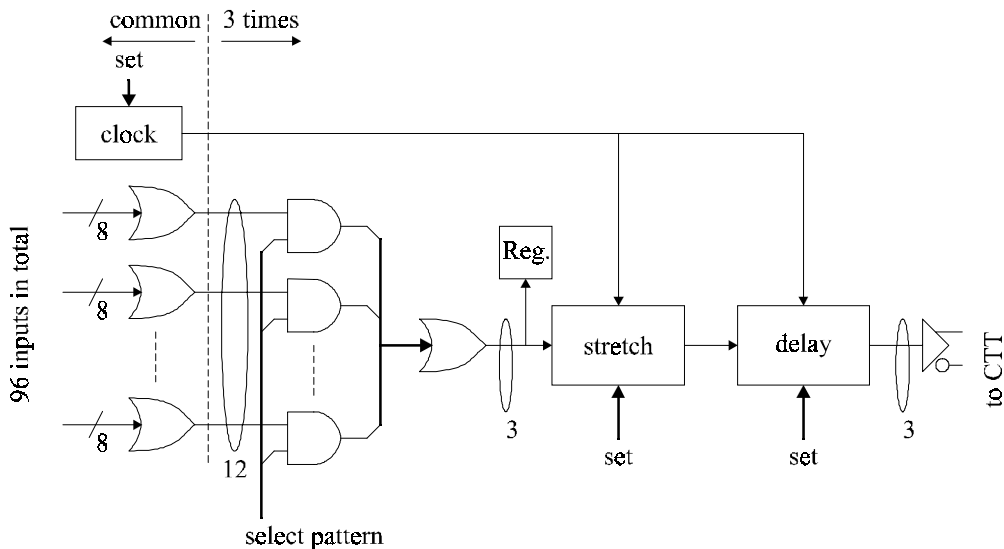 common
3 times
set
clock
96 inputs in total
8
8
8
12
select pattern
Reg.
3
stretch
set
delay
set
3
to CTT